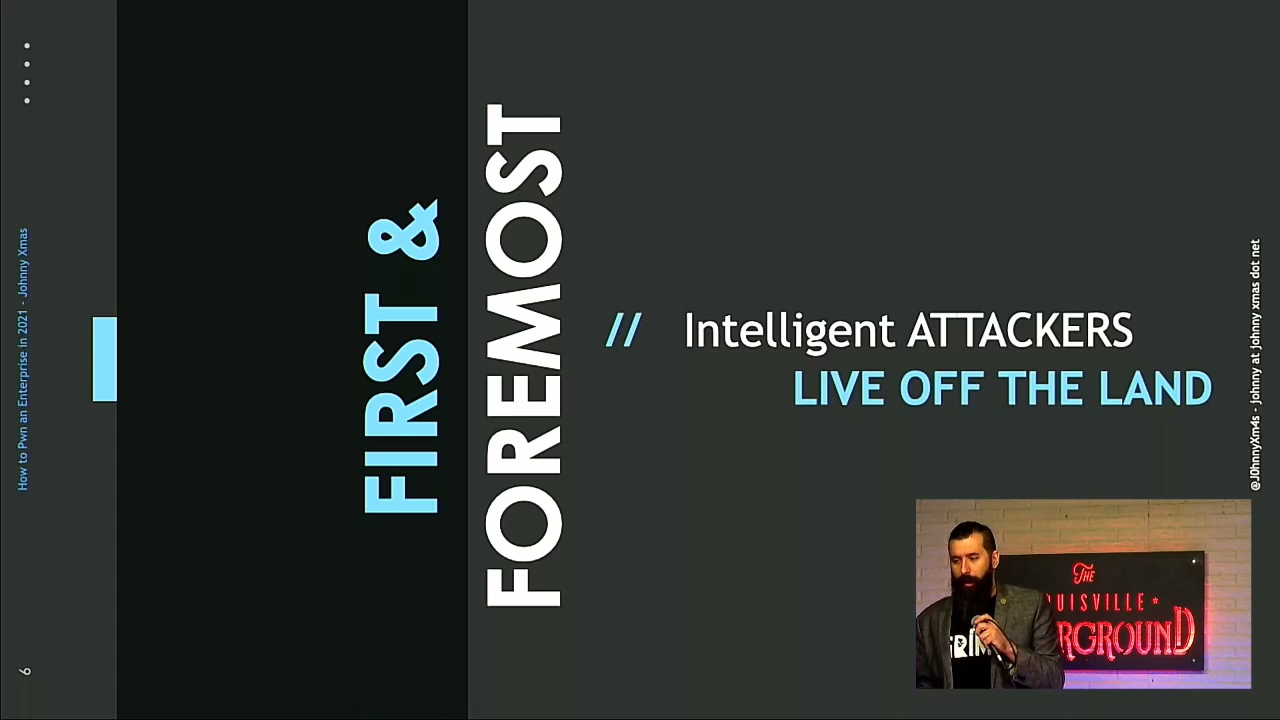 How to Pwn an Enterprise in 2021 - Johnny Xmas
6
FIRST &
FOREMOST
// Intelligent ATTACKERS
LIVE OFF THE LAND
@J0hnnyXm4s - johnny at johnny xmas dot net
THE
UISVILLE
RGROUND
GRIM